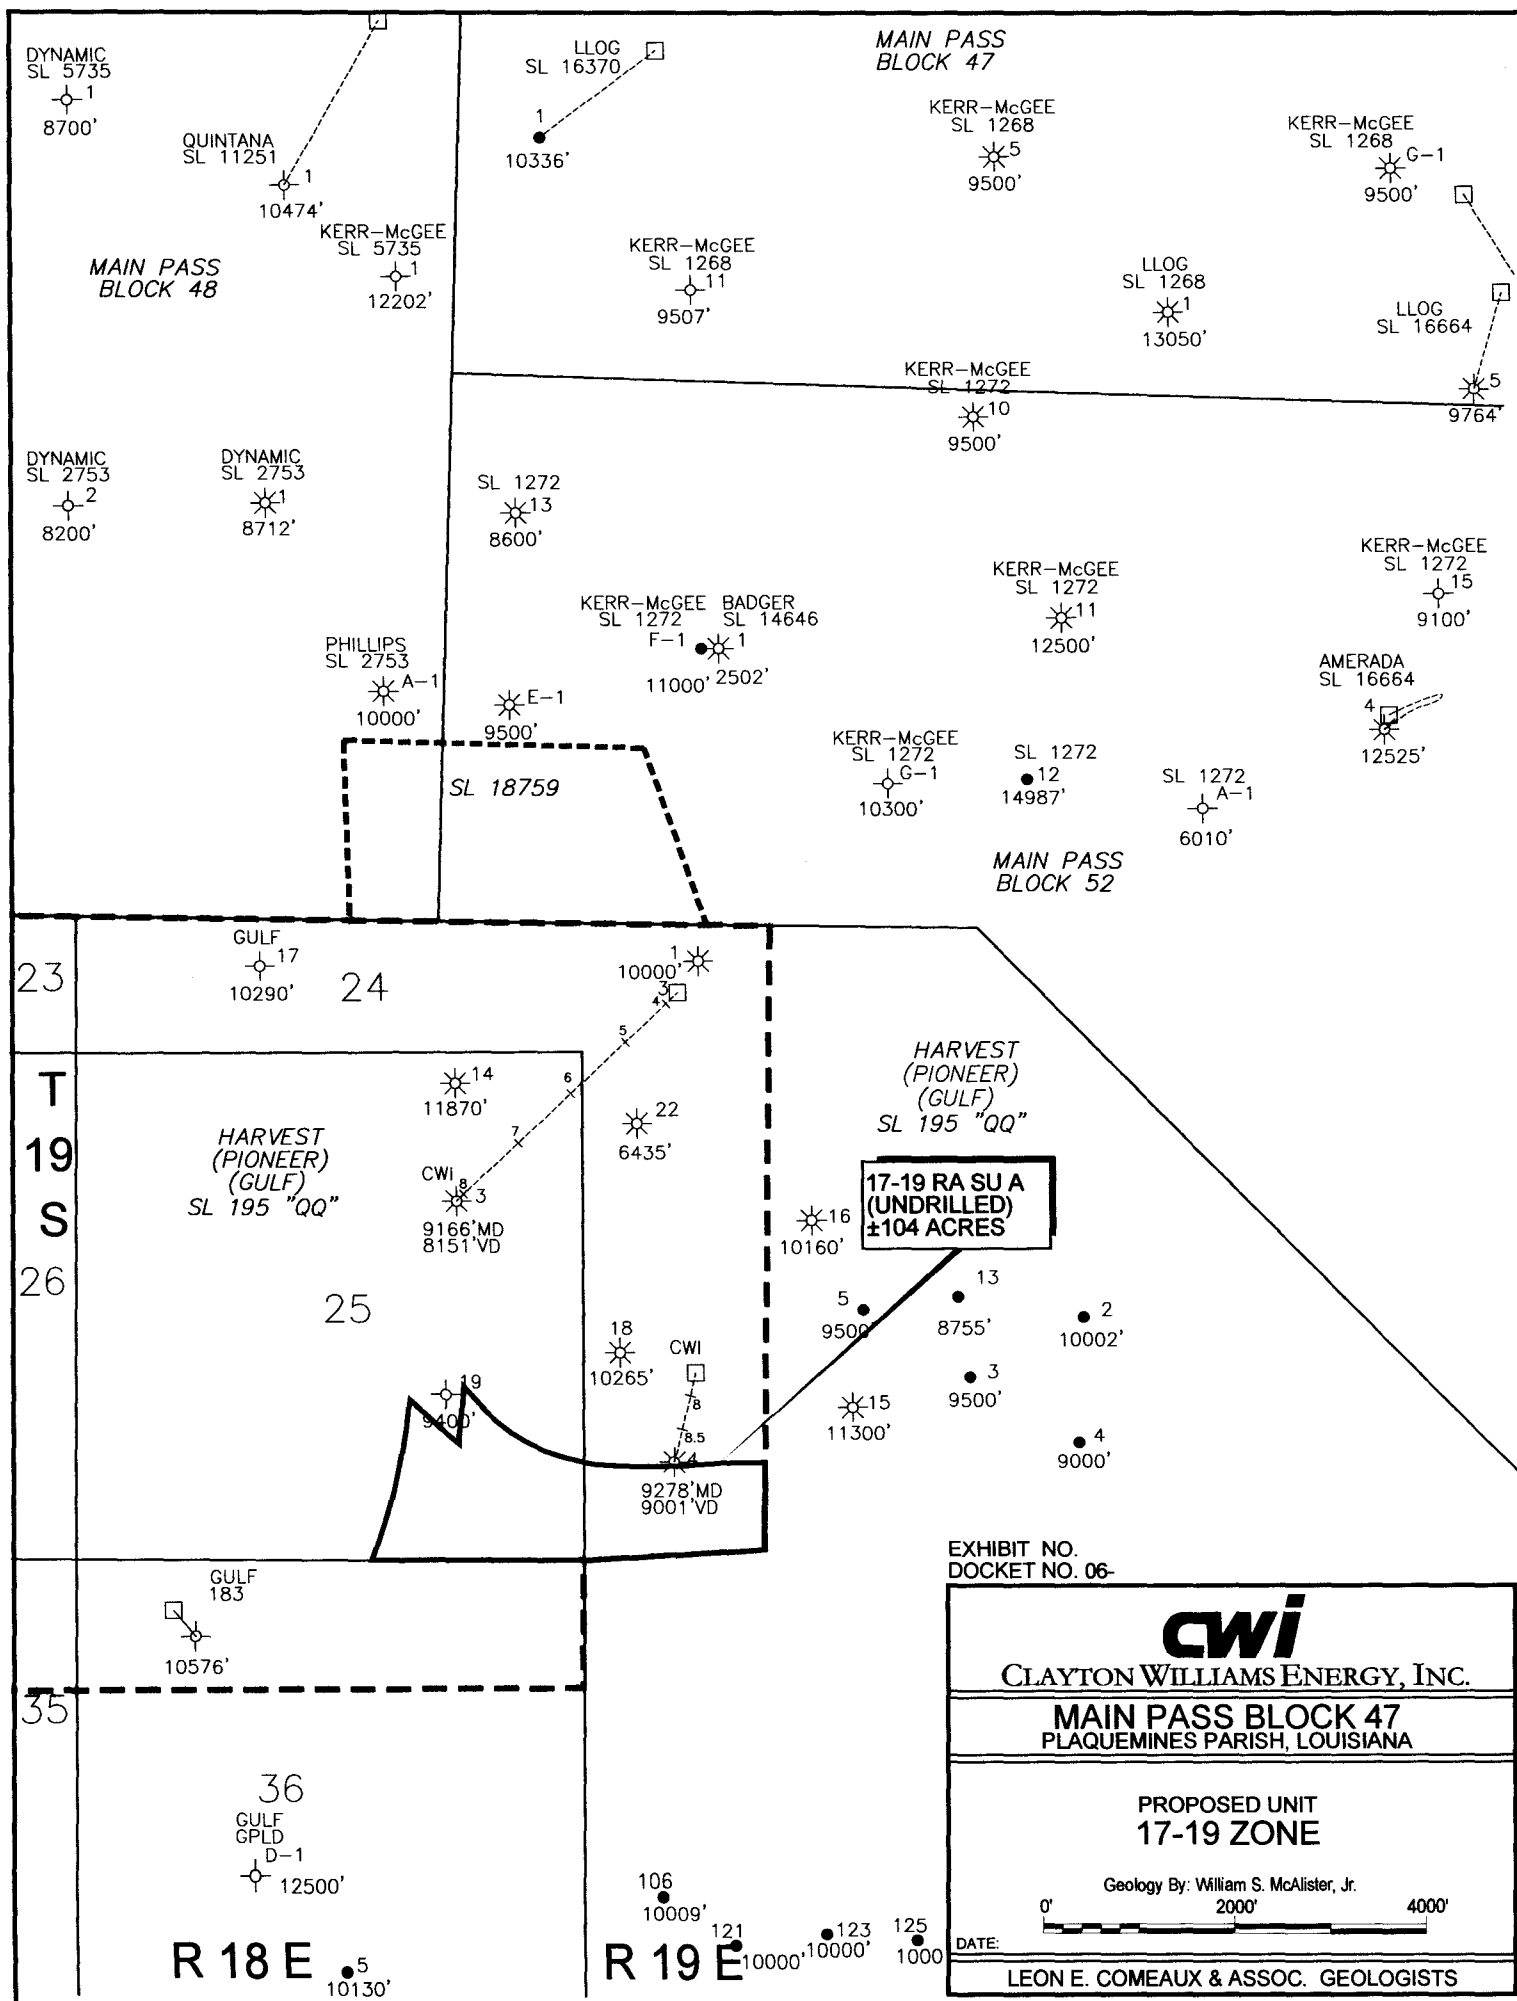 DYNAMIC
SL 5735
1
8700'
QUINTANA
SL 11251
1
10474'
LLOG
SL 16370
1
10336'
MAIN PASS
BLOCK 47
KERR-McGEE
SL 1268
5
9500'
KERR-McGEE
SL 1268
G-1
9500'
MAIN PASS
BLOCK 48
KERR-McGEE
SL 5735
1
12202'
KERR-McGEE
SL 1268
11
9507'
LLOG
SL 1268
1
13050'
LLOG
SL 16664
5
9764'
KERR-McGEE
SL 1272
10
9500'
DYNAMIC
SL 2753
2
8200'
DYNAMIC
SL 2753
1
8712'
SL 1272
13
8600'
KERR-McGEE
SL 1272
F-1
11000'
BADGER
SL 14646
1
2502'
KERR-McGEE
SL 1272
11
12500'
KERR-McGEE
SL 1272
15
9100'
PHILLIPS
SL 2753
A-1
10000'
E-1
9500'
AMERADA
SL 16664
4
12525'
SL 18759
KERR-McGEE
SL 1272
G-1
10300'
SL 1272
12
14987'
SL 1272
A-1
6010'
MAIN PASS
BLOCK 52
23
GULF
17
10290'
24
1
10000'
3
4
5
6
7
8
T
19
S
14
11870'
22
6435'
HARVEST
(PIONEER)
(GULF)
SL 195 "QQ"
CWI
3
9166'MD
8151'VD
HARVEST
(PIONEER)
(GULF)
SL 195 "QQ"
17-19 RA SU A
(UNDRILLED)
±104 ACRES
16
10160'
26
25
5
9500'
13
8755'
2
10002'
18
10265'
CWI
8
8.5
4
9278'MD
9001'VD
3
9500'
15
11300'
4
9000'
19
9400'
GULF
183
10576'
35
36
GULF
GPLD
D-1
12500'
R 18 E
5
10130'
106
10009'
R 19 E
121
10000'
123
10000'
125
1000
EXHIBIT NO.
DOCKET NO. 06-
cwi
CLAYTON WILLIAMS ENERGY, INC.
MAIN PASS BLOCK 47
PLAQUEMINES PARISH, LOUISIANA
PROPOSED UNIT
17-19 ZONE
Geology By: William S. McAlister, Jr.
0' 2000' 4000'
DATE:
LEON E. COMEAUX & ASSOC. GEOLOGISTS